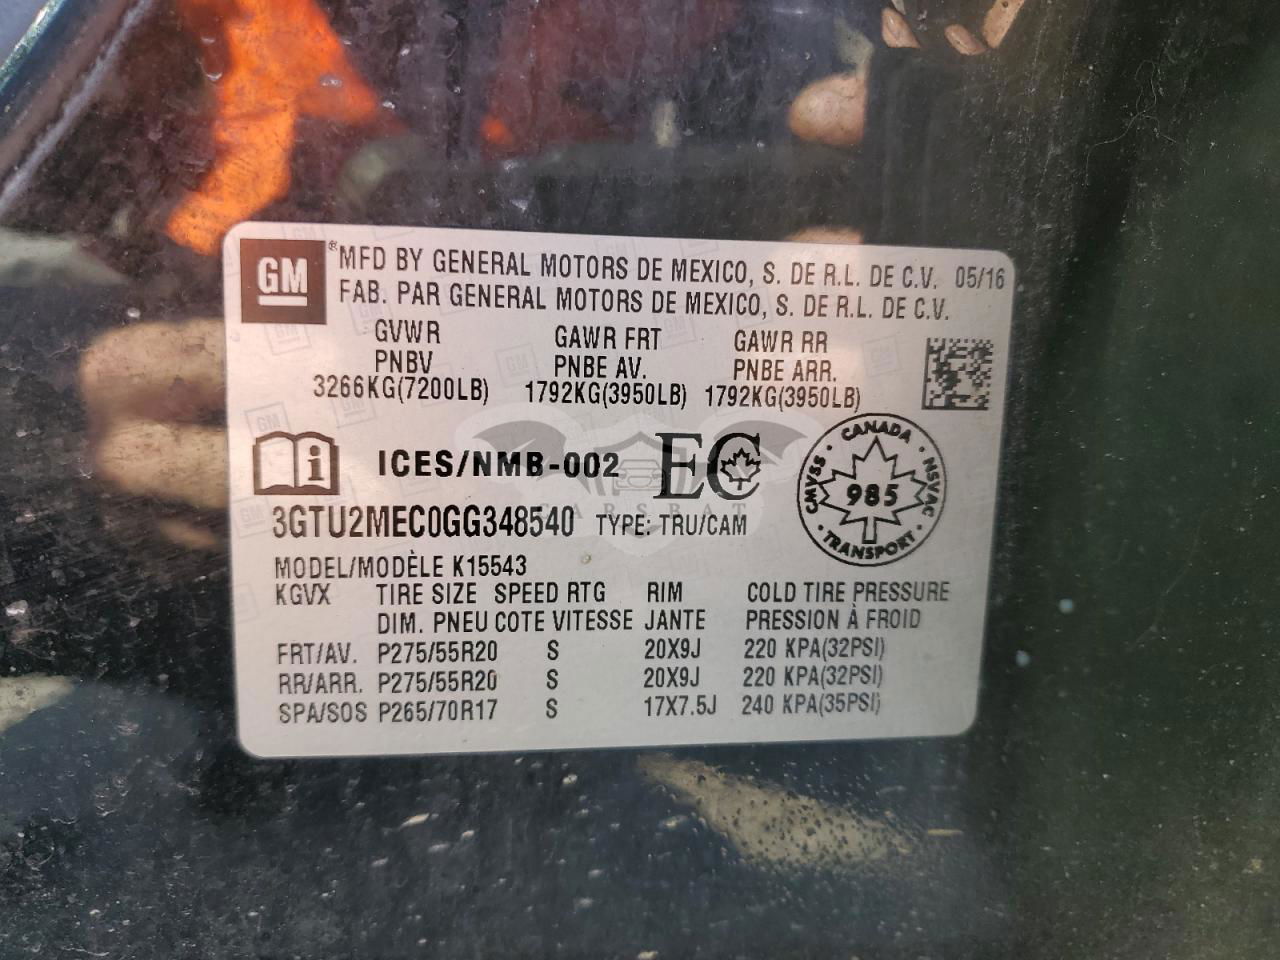 GM ® MFD BY GENERAL MOTORS DE MEXICO, S. DE R.L. DE C.V. 05/16
FAB. PAR GENERAL MOTORS DE MEXICO, S. DE R.L. DE C.V.
GVWR GAWR FRT GAWR RR
PNBV PNBE AV. PNBE ARR.
3266KG(7200LB) 1792KG(3950LB) 1792KG(3950LB)
i ICES/NMB-002 EC
CANADA
CMVSS 985 NSVAC
TRANSPORT
CARSBAT
3GTU2MEC0GG348540 TYPE: TRU/CAM
MODEL/MODÈLE K15543
KGVX TIRE SIZE SPEED RTG RIM COLD TIRE PRESSURE
DIM. PNEU COTE VITESSE JANTE PRESSION À FROID
FRT/AV. P275/55R20 S 20X9J 220 KPA(32PSI)
RR/ARR. P275/55R20 S 20X9J 220 KPA(32PSI)
SPA/SOS P265/70R17 S 17X7.5J 240 KPA(35PSI)